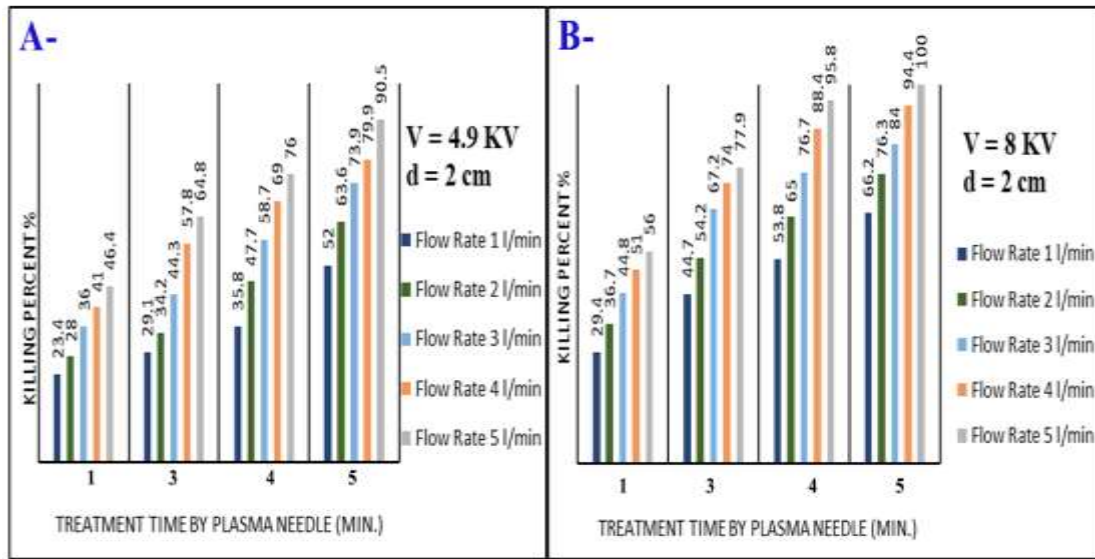 A-
KILLING PERCENT %
23.4
28
36
41
46.4
29.1
34.2
44.3
57.8
64.8
35.8
47.7
58.7
69
76
52
63.6
73.9
79.9
90.5
V = 4.9 KV
d = 2 cm
Flow Rate 1 l/min
Flow Rate 2 l/min
Flow Rate 3 l/min
Flow Rate 4 l/min
Flow Rate 5 l/min
1 3 4 5
TREATMENT TIME BY PLASMA NEEDLE (MIN.)
B-
KILLING PERCENT %
29.4
36.7
44.8
51
56
44.7
54.2
67.2
74
77.9
53.8
65
76.7
88.4
95.8
66.2
76.3
84
94.4
100
V = 8 KV
d = 2 cm
Flow Rate 1 l/min
Flow Rate 2 l/min
Flow Rate 3 l/min
Flow Rate 4 l/min
Flow Rate 5 l/min
1 3 4 5
TREATMENT TIME BY PLASMA NEEDLE (MIN.)